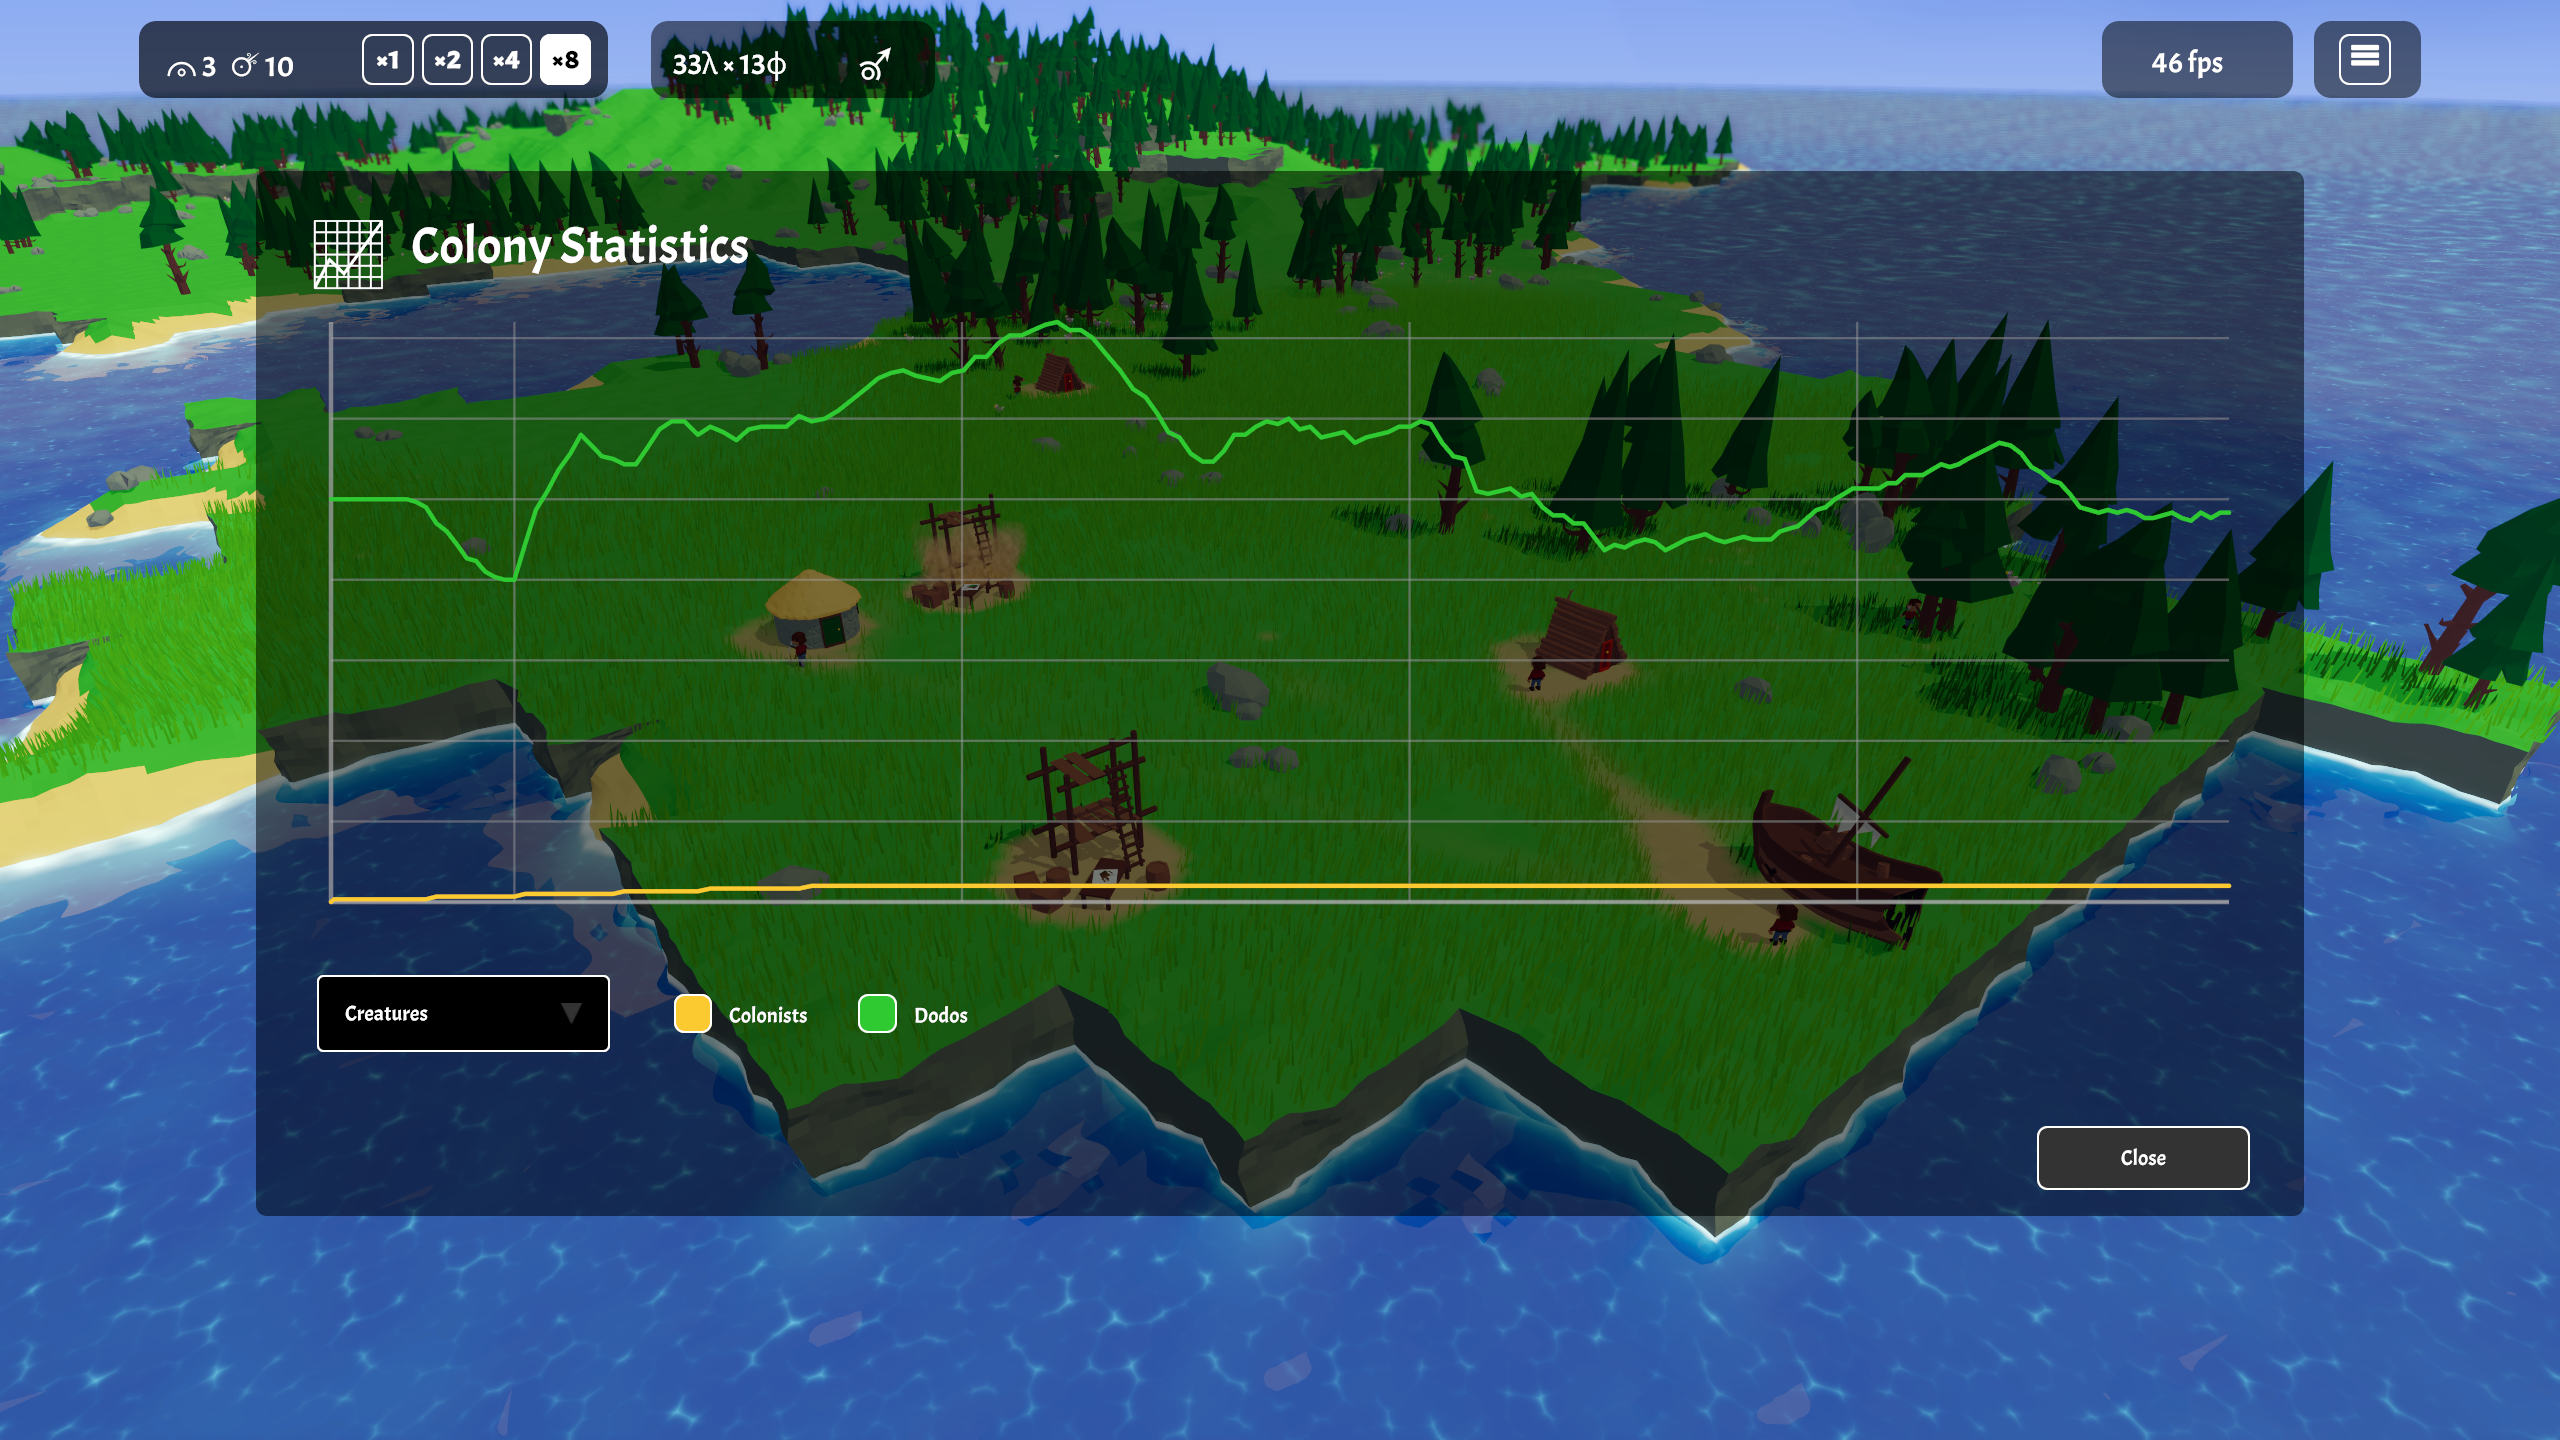 3 10 ×1 ×2 ×4 ×8
33λ×13ϕ
46 fps
Colony Statistics
Creatures
Colonists
Dodos
Close